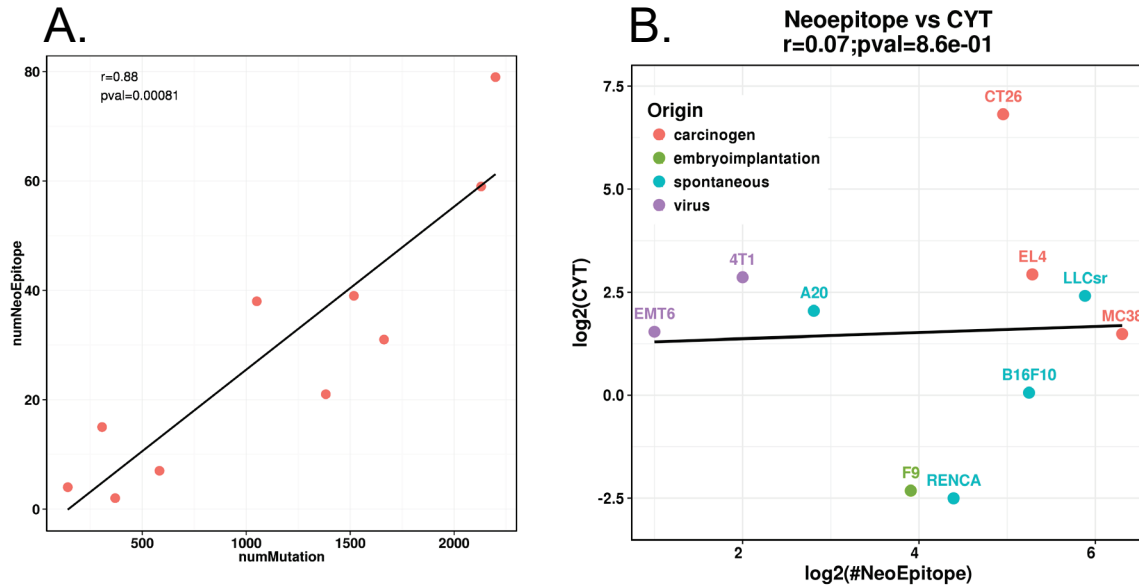 A.
r=0.88
pval=0.00081
80
60
40
20
0
numNeoEpitope
500
1000
1500
2000
numMutation
B.
Neoepitope vs CYT
r=0.07;pval=8.6e-01
Origin
carcinogen
embryoimplantation
spontaneous
virus
7.5
5.0
2.5
0.0
-2.5
log2(CYT)
CT26
4T1
A20
EL4
LLCsr
EMT6
MC38
B16F10
F9
RENCA
2
4
6
log2(#NeoEpitope)